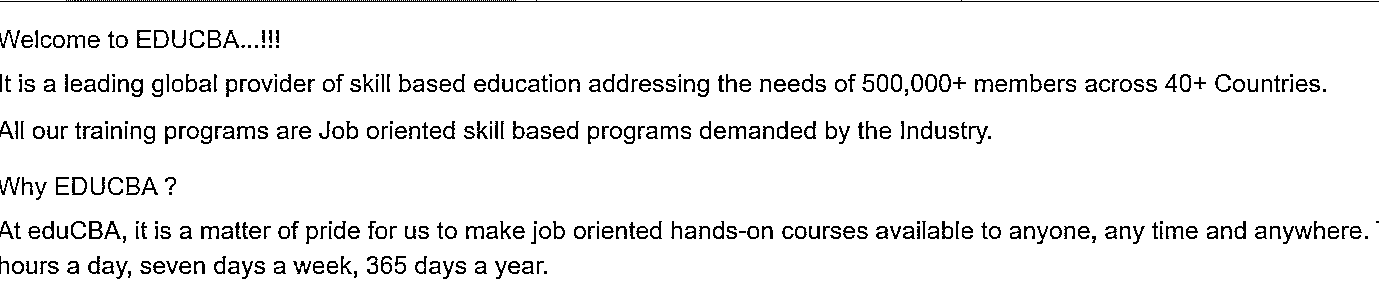 Welcome to EDUCBA...!!!
It is a leading global provider of skill based education addressing the needs of 500,000+ members across 40+ Countries.
All our training programs are Job oriented skill based programs demanded by the Industry.
Why EDUCBA ?
At eduCBA, it is a matter of pride for us to make job oriented hands-on courses available to anyone, any time and anywhere.
hours a day, seven days a week, 365 days a year.